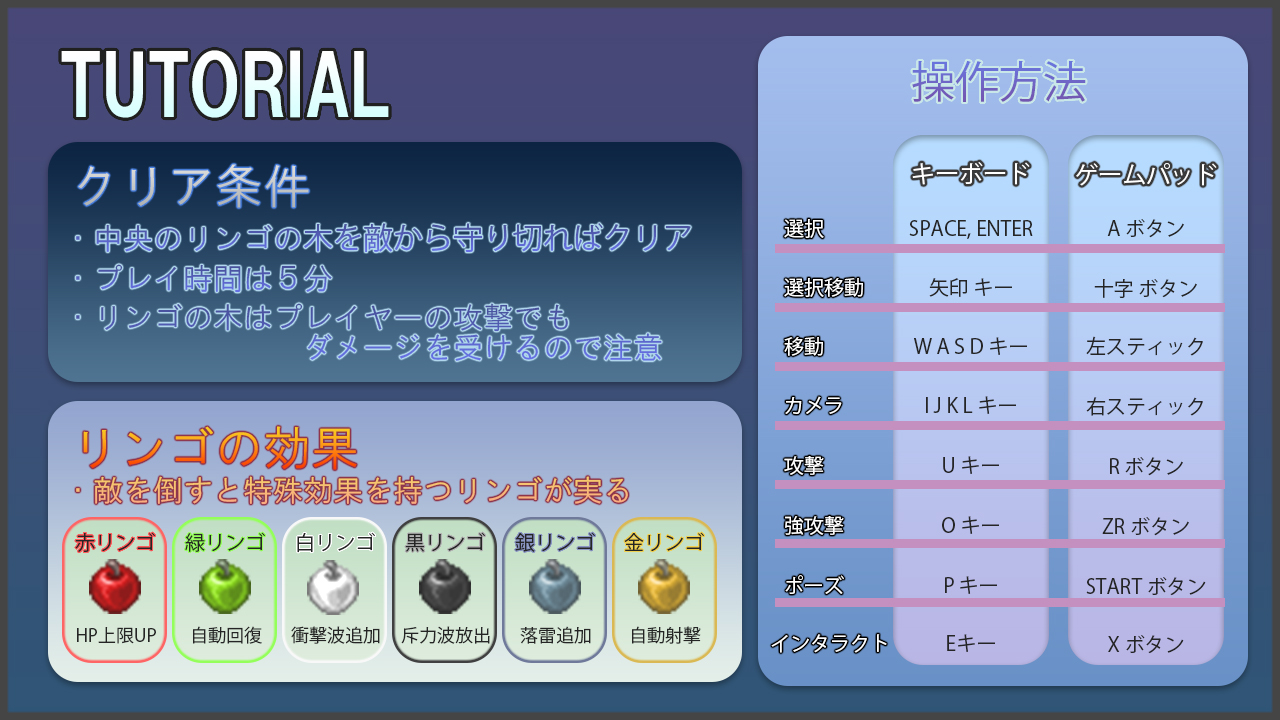 TUTORIAL
クリア条件
・中央のリンゴの木を敵から守り切ればクリア
・プレイ時間は５分
・リンゴの木はプレイヤーの攻撃でも
ダメージを受けるので注意
リンゴの効果
・敵を倒すと特殊効果を持つリンゴが実る
赤リンゴ 緑リンゴ 白リンゴ 黒リンゴ 銀リンゴ 金リンゴ
HP上限UP 自動回復 衝撃波追加 斥力波放出 落雷追加 自動射撃
操作方法
キーボード ゲームパッド
選択 SPACE, ENTER A ボタン
選択移動 矢印 キー 十字 ボタン
移動 W A S D キー 左スティック
カメラ I J K L キー 右スティック
攻撃 U キー R ボタン
強攻撃 O キー ZR ボタン
ポーズ P キー START ボタン
インタラクト Eキー X ボタン